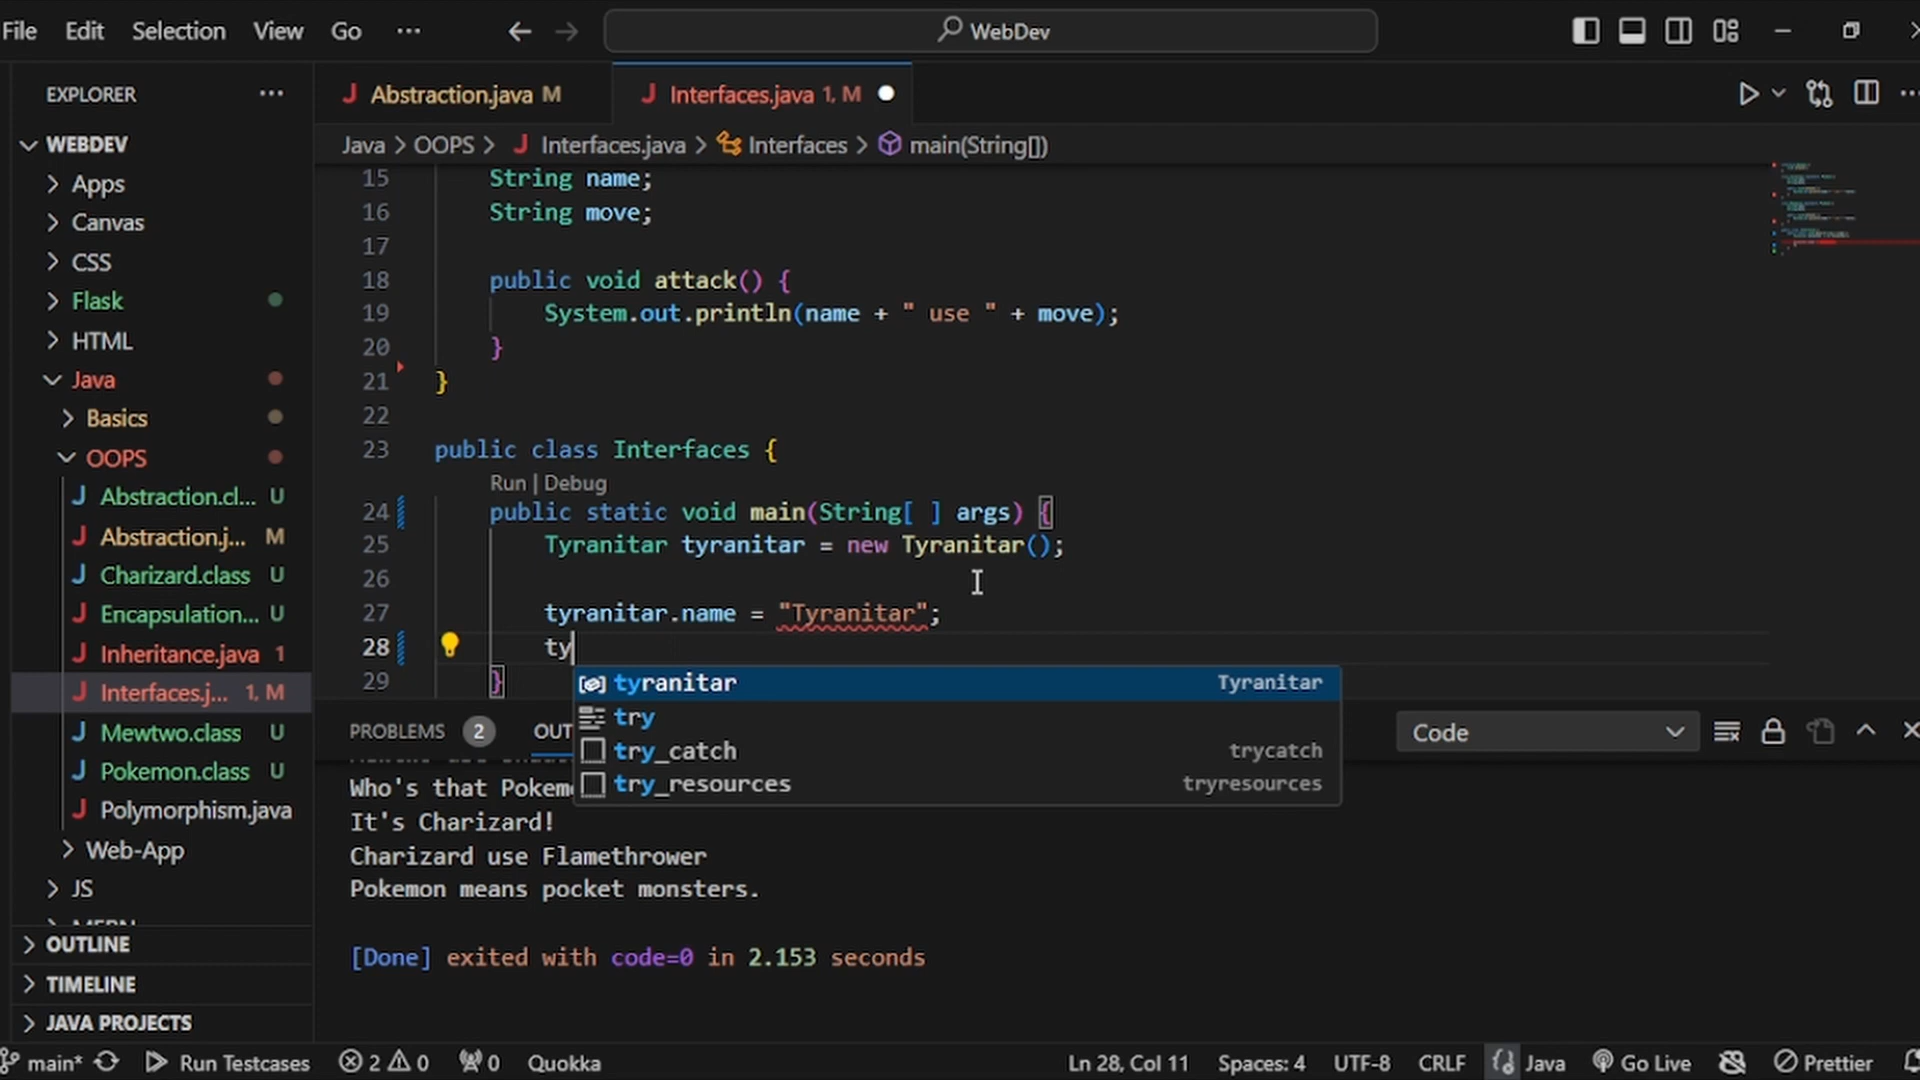 File Edit Selection View Go ··· WebDev
EXPLORER ···
Abstraction.java M
Interfaces.java 1, M
WEBDEV
Java > OOPS > Interfaces.java > Interfaces > main(String[])
Apps
Canvas
CSS
Flask
HTML
Java
Basics
OOPS
Abstraction.cl... U
Abstraction.j... M
Charizard.class U
Encapsulation... U
Inheritance.java 1
Interfaces.j... 1, M
Mewtwo.class U
Pokemon.class U
Polymorphism.java
Web-App
JS
OUTLINE
TIMELINE
JAVA PROJECTS
15 String name;
16 String move;
17
18 public void attack() {
19 System.out.println(name + " use " + move);
20 }
21 }
22
23 public class Interfaces {
Run | Debug
24 public static void main(String[ ] args) {
25 Tyranitar tyranitar = new Tyranitar();
26
27 tyranitar.name = "Tyranitar";
28 ty
29 }
tyranitar Tyranitar
try
try_catch trycatch
try_resources tryresources
PROBLEMS 2 OUT
Code
Who's that Pokem
It's Charizard!
Charizard use Flamethrower
Pokemon means pocket monsters.
[Done] exited with code=0 in 2.153 seconds
main* Run Testcases 2 0 0 Quokka Ln 28, Col 11 Spaces: 4 UTF-8 CRLF Java Go Live Prettier